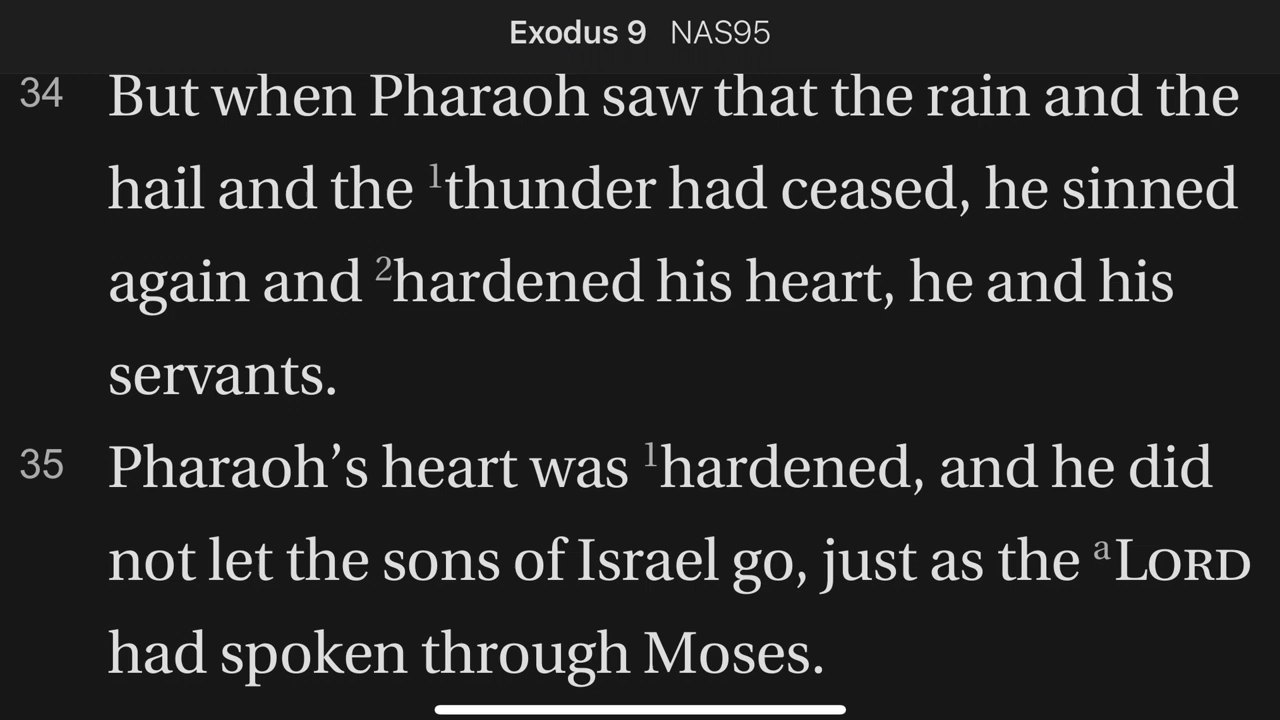 Exodus 9 NAS95
34 But when Pharaoh saw that the rain and the
hail and the 1thunder had ceased, he sinned
again and 2hardened his heart, he and his
servants.
35 Pharaoh’s heart was 1hardened, and he did
not let the sons of Israel go, just as the aLORD
had spoken through Moses.